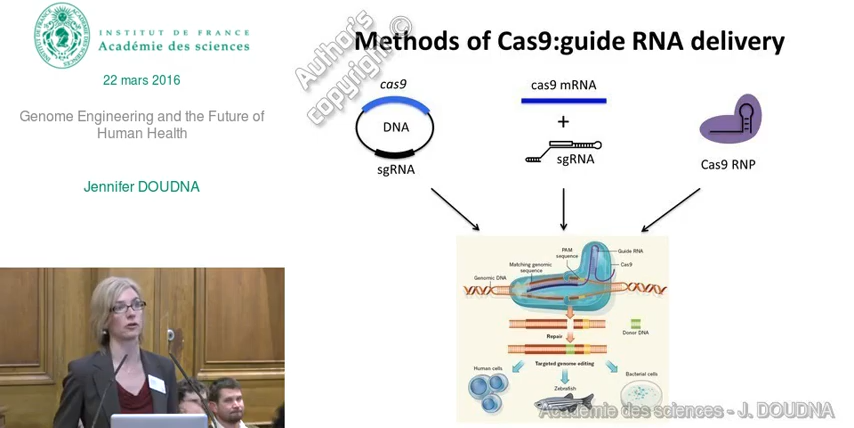 INSTITUT DE FRANCE
Académie des sciences
22 mars 2016
Genome Engineering and the Future of
Human Health
Jennifer DOUDNA
Author's
copyright ©
Methods of Cas9:guide RNA delivery
cas9
DNA
sgRNA
cas9 mRNA
+
sgRNA
Cas9 RNP
PAM
sequence
Guide RNA
Matching genomic
sequence
Cas9
Genomic DNA
Donor DNA
Repair
Targeted genome editing
Human cells
Zebrafish
Bacterial cells
Académie des sciences - J. DOUDNA